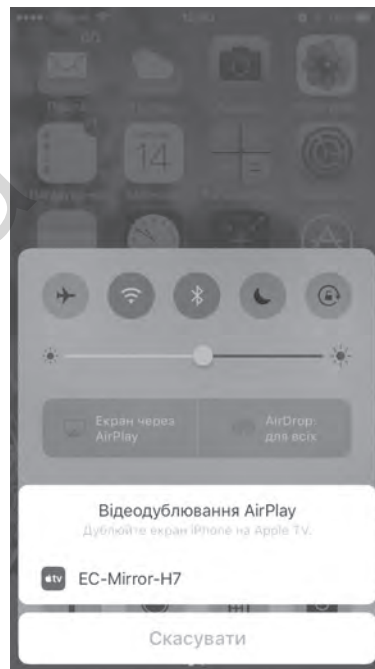 14
Екран через
AirPlay
AirDrop:
для всіх
Відеодублювання AirPlay
Дублюйте екран iPhone на Apple TV.
tv
EC-Mirror-H7
Скасувати